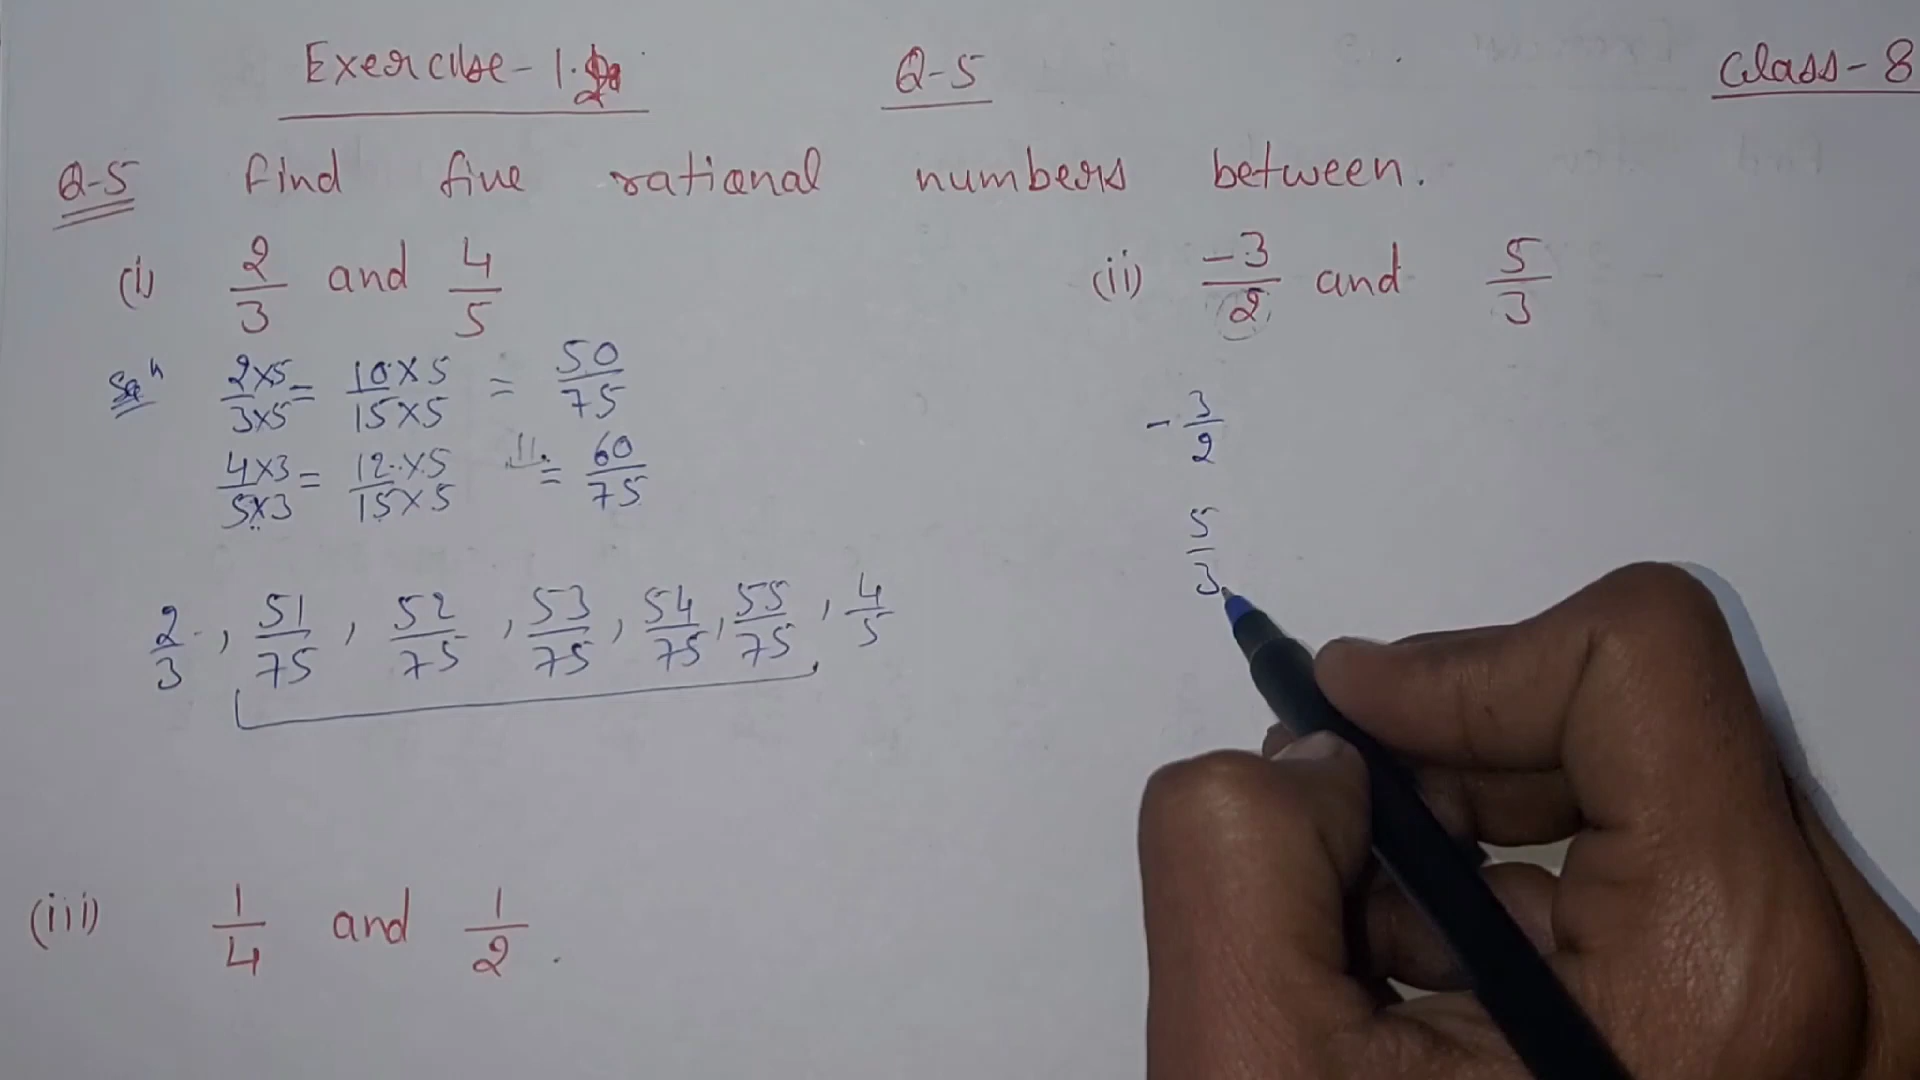 Exercise-1.2
Q-5
Class-8
Q-5 Find five rational numbers between.
(i) 2/3 and 4/5
Solⁿ 2×5/3×5 = 10×5/15×5 = 50/75
4×3/5×3 = 12×5/15×5 = 60/75
2/3, 51/75, 52/75, 53/75, 54/75, 55/75, 4/5
(ii) -3/2 and 5/3
-3/2
5/3
(iii) 1/4 and 1/2.